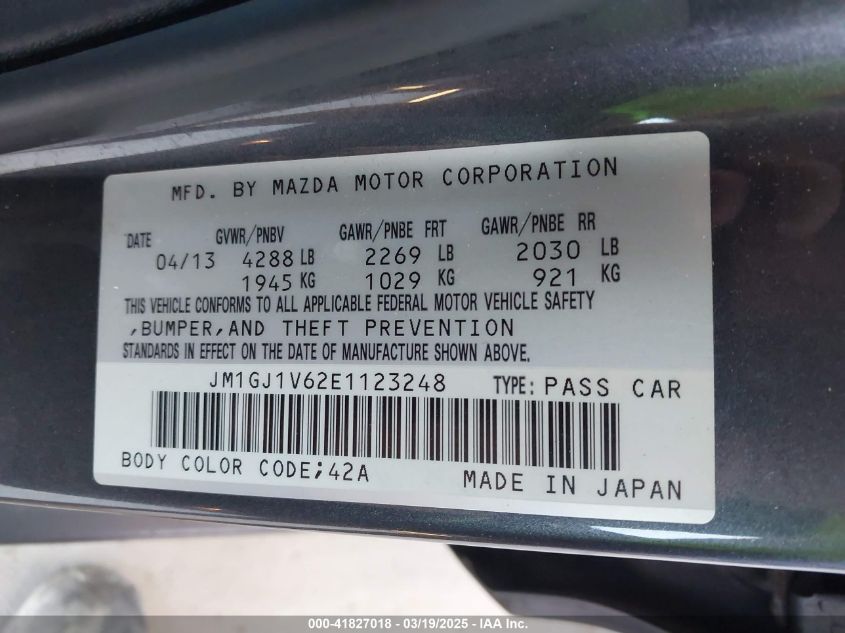 MFD. BY MAZDA MOTOR CORPORATION
DATE GVWR/PNBV GAWR/PNBE FRT GAWR/PNBE RR
04/13 4288 LB 2269 LB 2030 LB
1945 KG 1029 KG 921 KG
THIS VEHICLE CONFORMS TO ALL APPLICABLE FEDERAL MOTOR VEHICLE SAFETY
,BUMPER,AND THEFT PREVENTION
STANDARDS IN EFFECT ON THE DATE OF MANUFACTURE SHOWN ABOVE.
JM1GJ1V62E1123248 TYPE: PASS CAR
BODY COLOR CODE;42A MADE IN JAPAN
000-41827018 - 03/19/2025 - IAA, Inc.